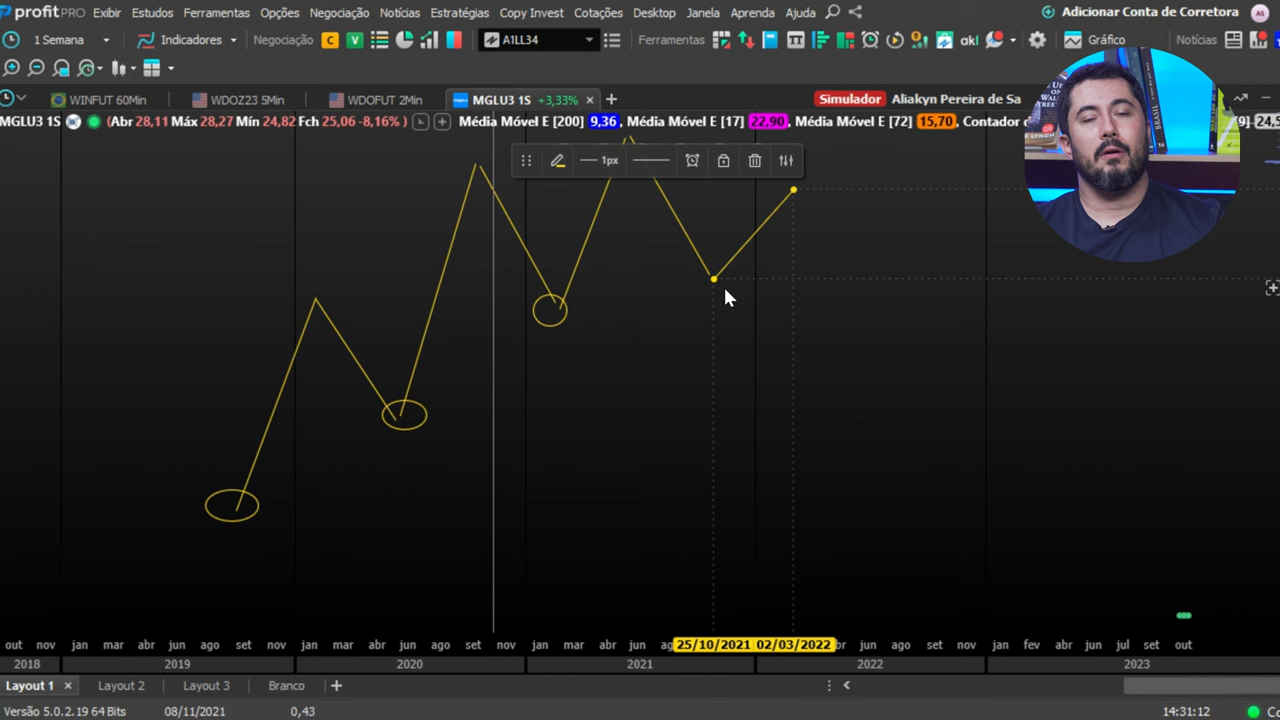 profitPRO Exibir Estudos Ferramentas Opções Negociação Notícias Estratégias Copy Invest Cotações Desktop Janela Aprenda Ajuda Adicionar Conta de Corretora AS
1 Semana Indicadores Negociação C V A1LL34 Ferramentas akl Gráfico Notícias
WINFUT 60Min WDOZ23 5Min WDOFUT 2Min MGLU3 1S +3,33% Simulador Aliakyn Pereira de Sa
MGLU3 1S (Abr 28,11 Máx 28,27 Mín 24,82 Fch 25,06 -8,16% ) Média Móvel E [200] 9,36, Média Móvel E [17] 22,90, Média Móvel E [72] 15,70, Contador
1px
BRASIL
LYNCH
out nov jan mar abr jun ago set nov jan mar abr jun ago set nov jan mar abr jun 25/10/2021 02/03/2022 jun ago set nov jan fev abr jun jul set out
2018 2019 2020 2021 2022 2023
Layout 1 Layout 2 Layout 3 Branco
Versão 5.0.2.19 64 Bits 08/11/2021 0,43 14:31:12